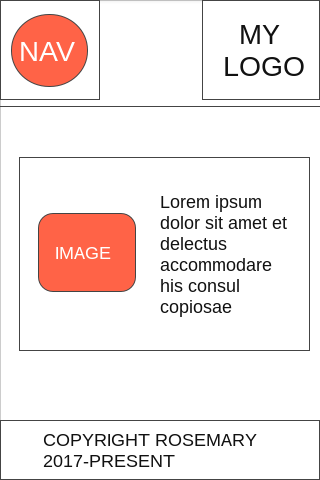 NAV
MY
LOGO
IMAGE
Lorem ipsum
dolor sit amet et
delectus
accommodare
his consul
copiosae
COPYRIGHT ROSEMARY
2017-PRESENT